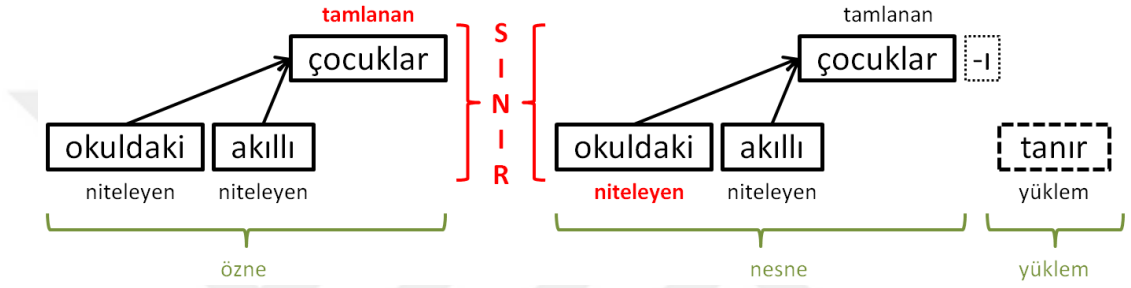 tamlanan tamlanan
çocuklar çocuklar -ı
S
I
N
I
R
okuldaki akıllı okuldaki akıllı tanır
niteleyen niteleyen niteleyen niteleyen yüklem
özne nesne yüklem